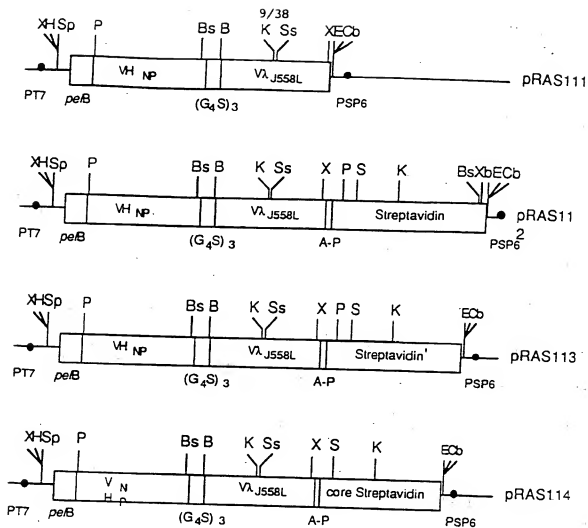 9/38
XHSp P Bs B K Ss XECb
VH NP Vλ J558L
PT7 pelB (G4S)3 PSP6 pRAS111
XHSp P Bs B K Ss X P S K BsXbECb
VH NP Vλ J558L Streptavidin
PT7 pelB (G4S)3 A-P PSP6 pRAS11
2
XHSp P Bs B K Ss X P S K ECb
VH NP Vλ J558L Streptavidin'
PT7 pelB (G4S)3 A-P PSP6 pRAS113
XHSp P Bs B K Ss X S K ECb
V N
H P Vλ J558L core Streptavidin
PT7 pelB (G4S)3 A-P PSP6 pRAS114